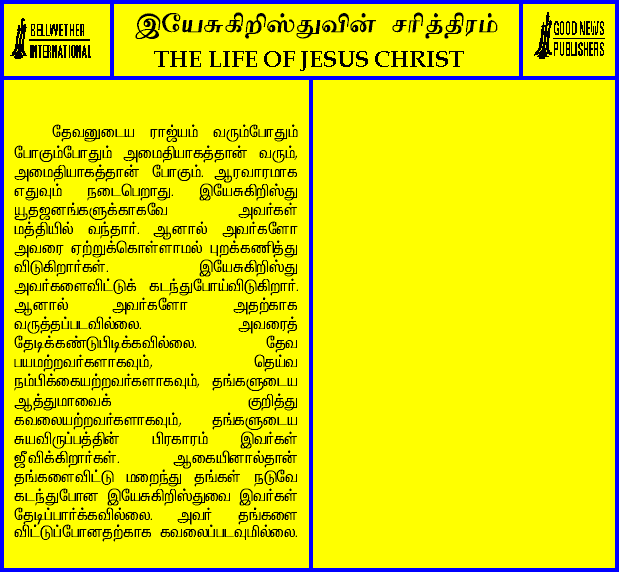 BELLWETHER
INTERNATIONAL
இயேசுகிறிஸ்துவின் சரித்திரம்
THE LIFE OF JESUS CHRIST
GOOD NEWS
PUBLISHERS
தேவனுடைய ராஜ்யம் வரும்போதும்
போகும்போதும் அமைதியாகத்தான் வரும்,
அமைதியாகத்தான் போகும். ஆரவாரமாக
எதுவும் நடைபெறாது. இயேசுகிறிஸ்து
யூதஜனங்களுக்காகவே அவர்கள்
மத்தியில் வந்தார். ஆனால் அவர்களோ
அவரை ஏற்றுக்கொள்ளாமல் புறக்கணித்து
விடுகிறார்கள். இயேசுகிறிஸ்து
அவர்களைவிட்டுக் கடந்துபோய்விடுகிறார்.
ஆனால் அவர்களோ அதற்காக
வருத்தப்படவில்லை. அவரைத்
தேடிக்கண்டுபிடிக்கவில்லை. தேவ
பயமற்றவர்களாகவும், தெய்வ
நம்பிக்கையற்றவர்களாகவும், தங்களுடைய
ஆத்துமாவைக் குறித்து
கவலையற்றவர்களாகவும், தங்களுடைய
சுயவிருப்பத்தின் பிரகாரம் இவர்கள்
ஜீவிக்கிறார்கள். ஆகையினால்தான்
தங்களைவிட்டு மறைந்து தங்கள் நடுவே
கடந்துபோன இயேசுகிறிஸ்துவை இவர்கள்
தேடிப்பார்க்கவில்லை. அவர் தங்களை
விட்டுப்போனதற்காக கவலைப்படவுமில்லை.